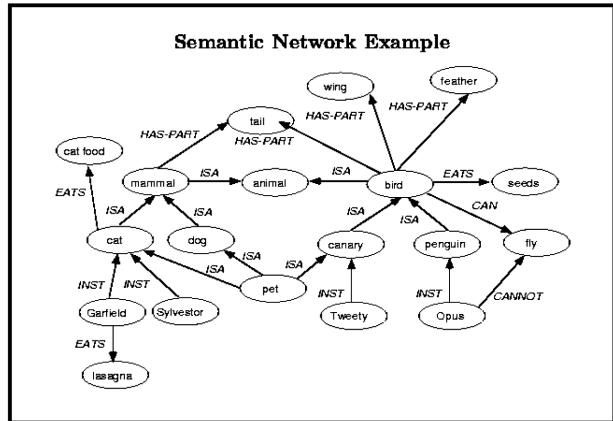 Semantic Network Example
wing
feather
HAS-PART
HAS-PART
tail
HAS-PART
HAS-PART
cat food
mammal
ISA
animal
ISA
bird
EATS
seeds
EATS
ISA
ISA
ISA
ISA
CAN
cat
dog
canary
penguin
fly
ISA
ISA
INST
INST
pet
INST
INST
CANNOT
Garfield
Sylvestor
Tweety
Opus
EATS
lasagna